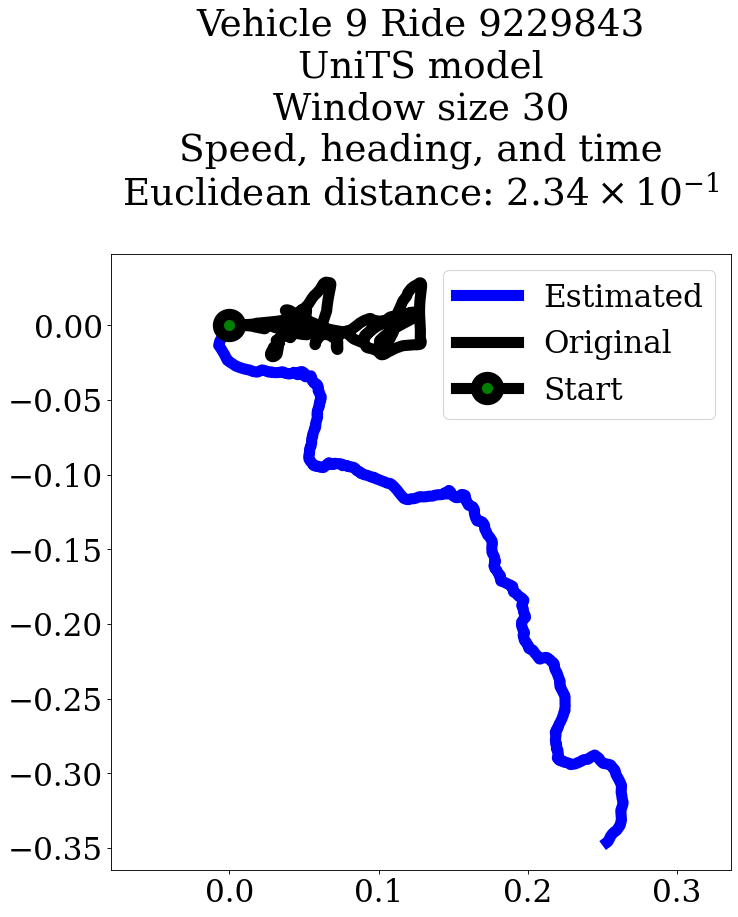 Vehicle 9 Ride 9229843
UniTS model
Window size 30
Speed, heading, and time
Euclidean distance: 2.34 × 10⁻¹
Estimated
Original
Start
0.00
−0.05
−0.10
−0.15
−0.20
−0.25
−0.30
−0.35
0.0 0.1 0.2 0.3